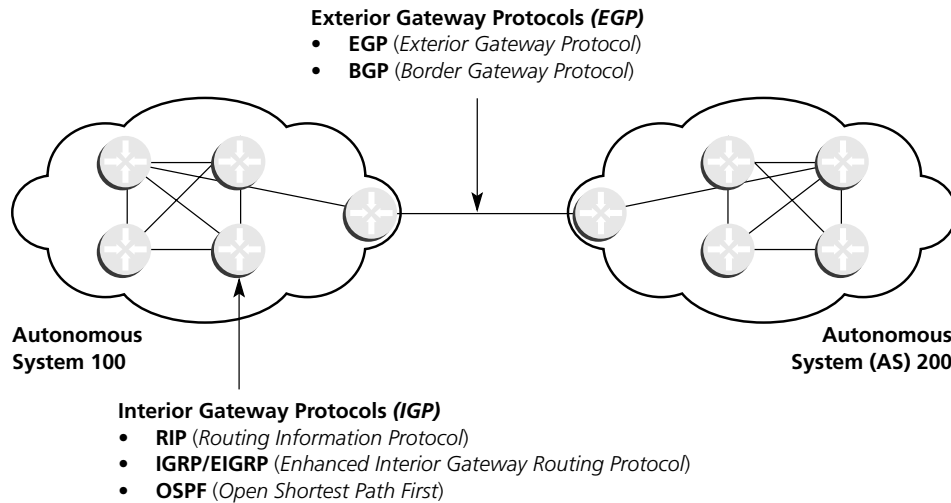 Exterior Gateway Protocols (EGP)
• EGP (Exterior Gateway Protocol)
• BGP (Border Gateway Protocol)
Autonomous
System 100
Autonomous
System (AS) 200
Interior Gateway Protocols (IGP)
• RIP (Routing Information Protocol)
• IGRP/EIGRP (Enhanced Interior Gateway Routing Protocol)
• OSPF (Open Shortest Path First)